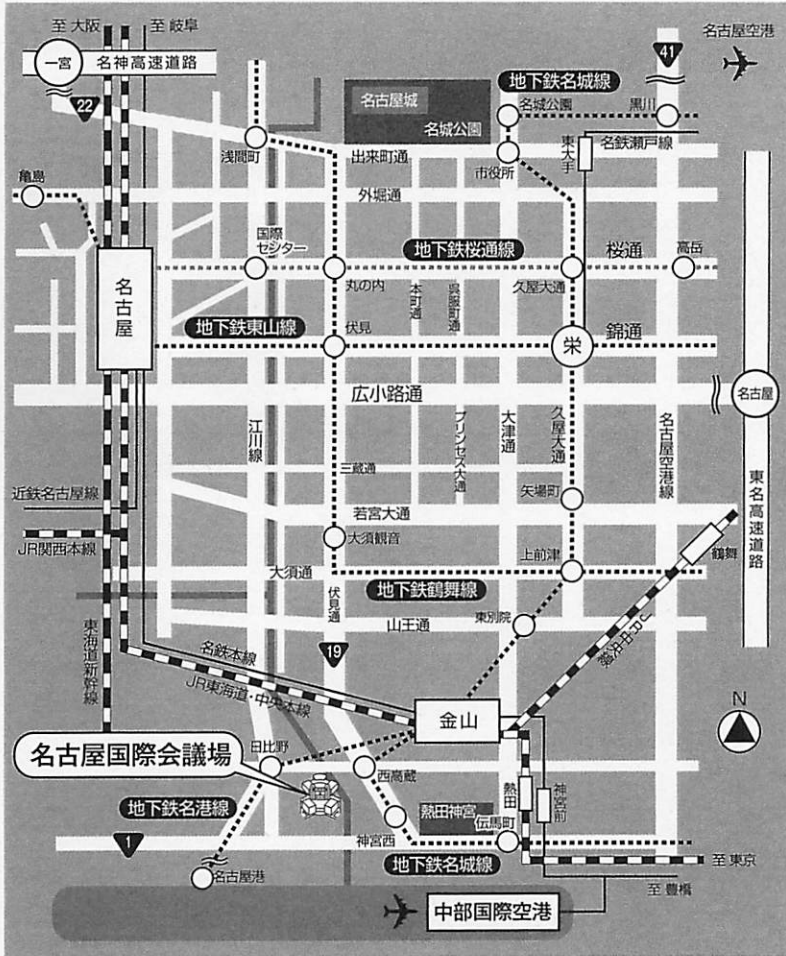 至 大阪
至 岐阜
一宮
名神高速道路
22
41
名古屋空港
地下鉄名城線
名古屋城
名城公園
名城公園
黒川
浅間町
出来町通
市役所
東大手
名鉄瀬戸線
亀島
外堀通
国際
センター
地下鉄桜通線
桜通
高岳
名古屋
丸の内
本町通
呉服町通
久屋大通
地下鉄東山線
伏見
栄
錦通
広小路通
名古屋
江川線
プリンセス大通
大津通
久屋大通
名古屋空港線
三蔵通
矢場町
東名高速道路
近鉄名古屋線
若宮大通
JR関西本線
大須観音
上前津
鶴舞
大須通
地下鉄鶴舞線
伏見通
東別院
山王通
JR中央本線
東海道新幹線
名鉄本線
19
JR東海道・中央本線
金山
N
名古屋国際会議場
日比野
西高蔵
熱田
神宮前
地下鉄名港線
熱田神宮
伝馬町
1
神宮西
地下鉄名城線
至 東京
名古屋港
至 豊橋
中部国際空港